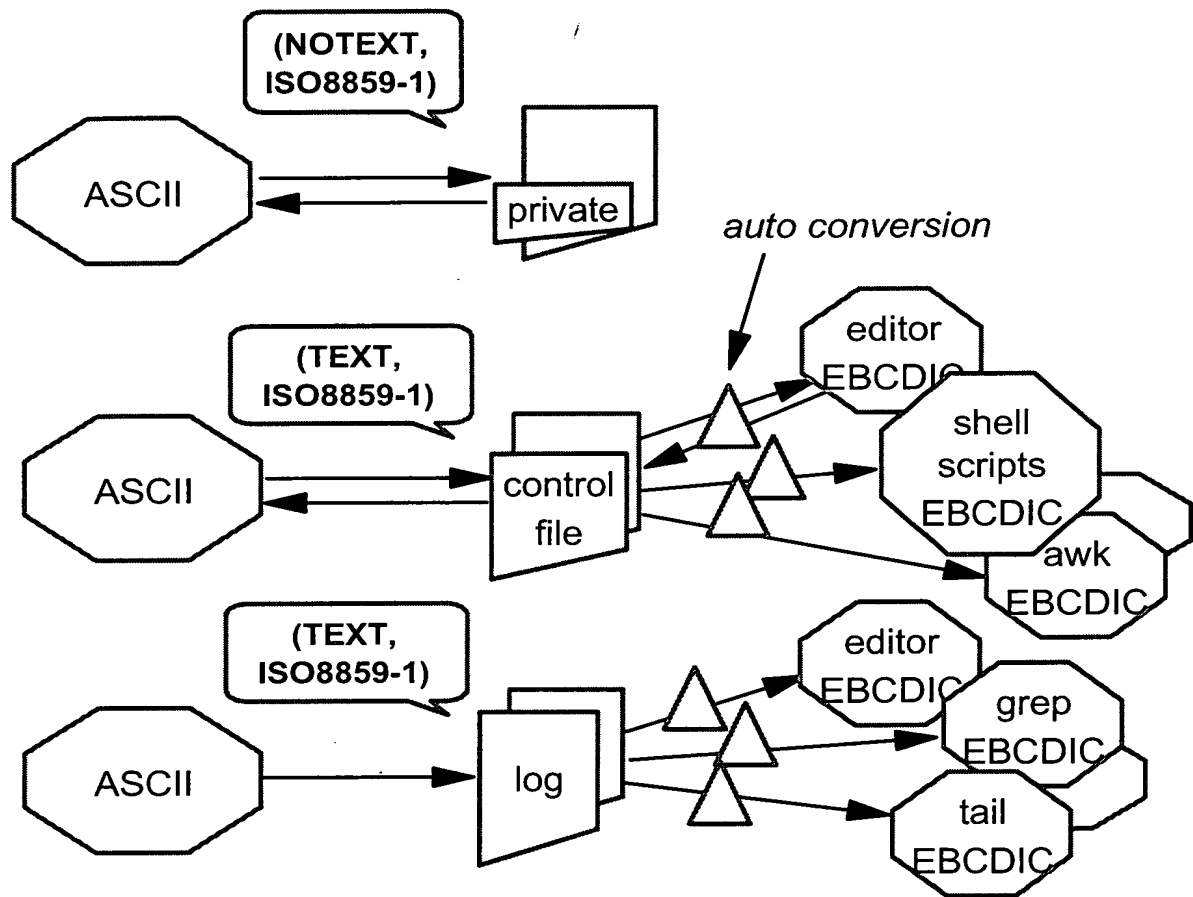 (NOTEXT,
ISO8859-1)
ASCII
private
auto conversion
(TEXT,
ISO8859-1)
ASCII
control
file
editor
EBCDIC
shell
scripts
EBCDIC
awk
EBCDIC
(TEXT,
ISO8859-1)
ASCII
log
editor
EBCDIC
grep
EBCDIC
tail
EBCDIC